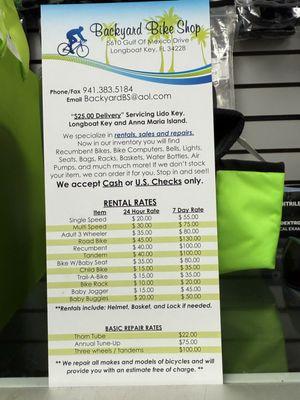 Backyard Bike Shop
5610 Gulf Of Mexico Drive
Longboat Key, FL 34228
Phone/Fax 941.383.5184
Email BackyardBS@aol.com
"$25.00 Delivery" Servicing Lido Key,
Longboat Key and Anna Maria Island.
We specialize in rentals, sales and repairs.
Now in our inventory you will find:
Recumbent Bikes, Bike Computers, Bells, Lights,
Seats, Bags, Racks, Baskets, Water Bottles, Air
Pumps, and much much more! If we don't stock
your item, we can order it for you. Stop in and see!
We accept Cash or U.S. Checks only.
RENTAL RATES
Item 24 Hour Rate 7 Day Rate
Single Speed $ 20.00 $ 55.00
Multi Speed $ 30.00 $ 75.00
Adult 3 Wheeler $ 35.00 $ 80.00
Road Bike $ 45.00 $130.00
Recumbent $ 40.00 $100.00
Tandem $ 40.00 $100.00
Bike W/Baby Seat $ 35.00 $ 80.00
Child Bike $ 15.00 $ 35.00
Trail-A-Bike $ 15.00 $ 35.00
Bike Rack $ 10.00 $ 20.00
Baby Jogger $ 15.00 $ 45.00
Baby Buggies $ 20.00 $ 50.00
**Rentals include: Helmet, Basket, and Lock if needed.
BASIC REPAIR RATES
Thorn Tube $22.00
Annual Tune-Up $75.00
Three wheels / tandems $100.00
** We repair all makes and models of bicycles and will
provide you with an estimate free of charge. **